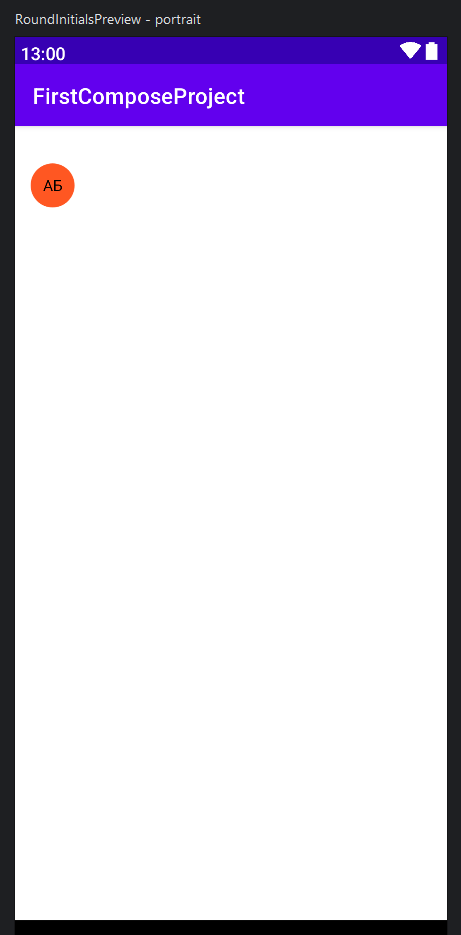 RoundInitialsPreview - portrait
13:00
FirstComposeProject
АБ